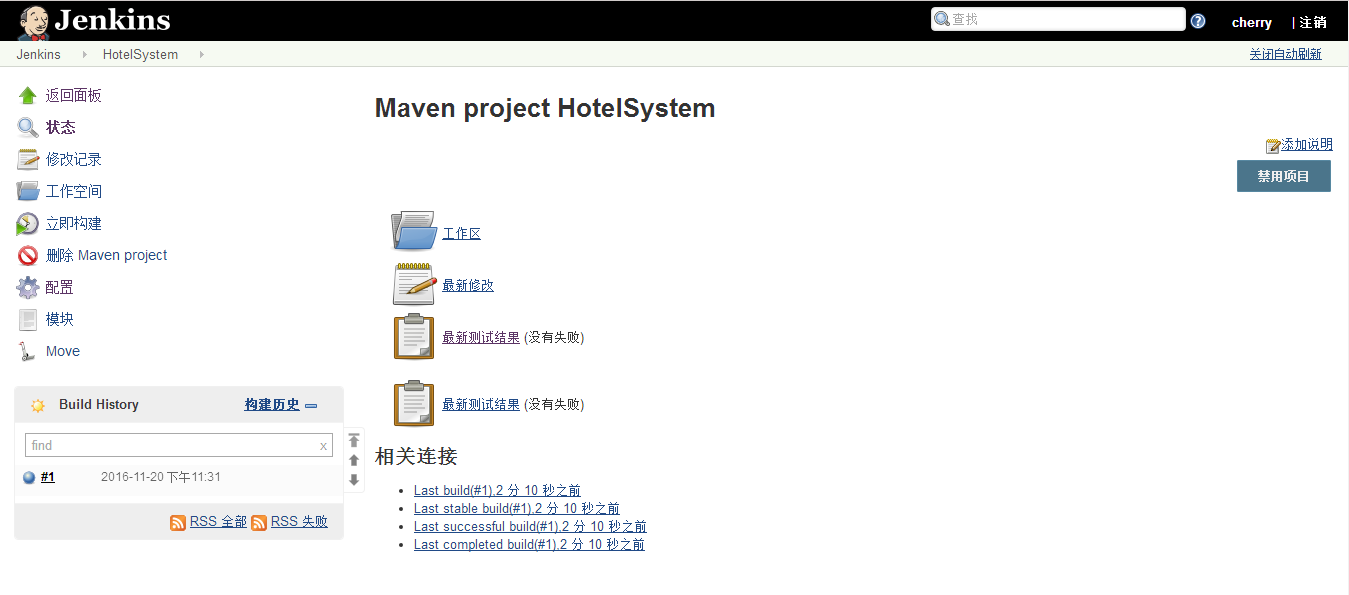 Jenkins
查找
cherry
| 注销
Jenkins
HotelSystem
关闭自动刷新
返回面板
状态
修改记录
工作空间
立即构建
删除 Maven project
配置
模块
Move
Build History
构建历史
find
x
#1
2016-11-20 下午11:31
RSS 全部
RSS 失败
Maven project HotelSystem
添加说明
禁用项目
工作区
最新修改
最新测试结果 (没有失败)
最新测试结果 (没有失败)
相关连接
Last build(#1),2 分 10 秒之前
Last stable build(#1),2 分 10 秒之前
Last successful build(#1),2 分 10 秒之前
Last completed build(#1),2 分 10 秒之前